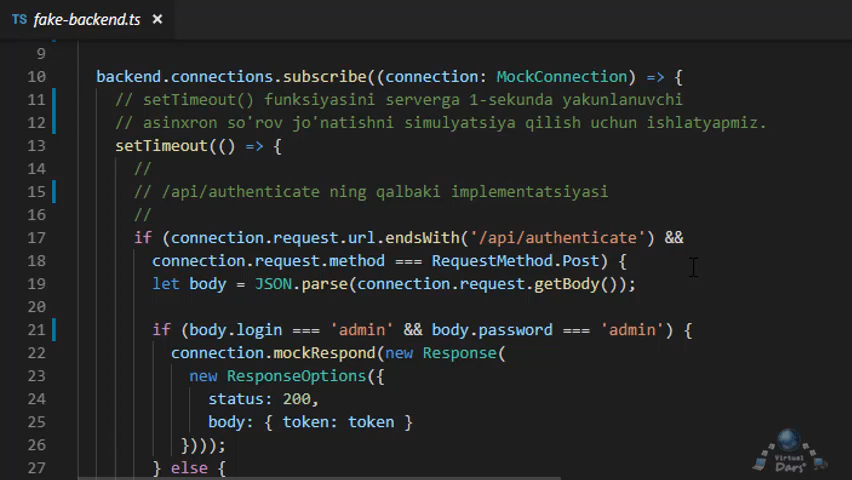 TS fake-backend.ts ×
9
10 backend.connections.subscribe((connection: MockConnection) => {
11 // setTimeout() funksiyasini serverga 1-sekunda yakunlanuvchi
12 // asinxron so'rov jo'natishni simulyatsiya qilish uchun ishlatyapmiz.
13 setTimeout(() => {
14 //
15 // /api/authenticate ning qalbaki implementatsiyasi
16 //
17 if (connection.request.url.endsWith('/api/authenticate') &&
18 connection.request.method === RequestMethod.Post) {
19 let body = JSON.parse(connection.request.getBody());
20
21 if (body.login === 'admin' && body.password === 'admin') {
22 connection.mockRespond(new Response(
23 new ResponseOptions({
24 status: 200,
25 body: { token: token }
26 })));
27 } else {
Virtual
Dars